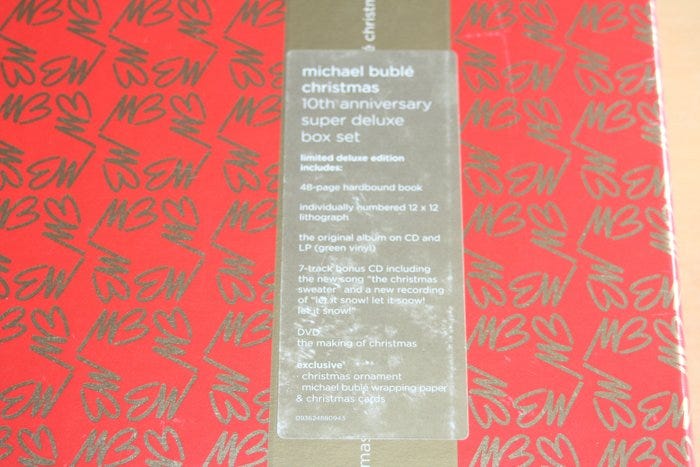 é christm
michael bublé
christmas
10th anniversary
super deluxe
box set
limited deluxe edition
includes:
48-page hardbound book
individually numbered 12 x 12
lithograph
the original album on CD and
LP (green vinyl)
7-track bonus CD including
the new song "the christmas
sweater" and a new recording
of "let it snow! let it snow!
let it snow!"
DVD
the making of christmas
exclusive
christmas ornament
michael bublé wrapping paper
& christmas cards
093624880943
mas